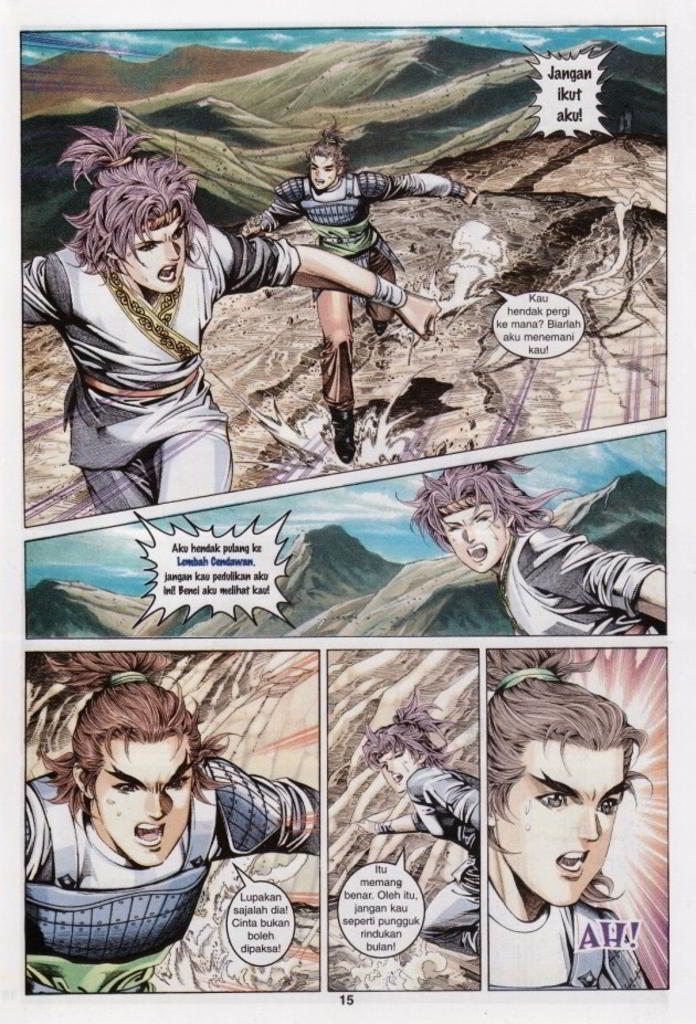 Jangan
ikut
aku!
Kau
hendak pergi
ke mana? Biarlah
aku menemani
kau!
Aku hendak pulang ke
Lembah Cendawan,
jangan kau pedulikan aku
ini! Benci aku melihat kau!
Lupakan
sajalah dia!
Cinta bukan
boleh
dipaksa!
Itu
memang
benar. Oleh itu,
jangan kau
seperti pungguk
rindukan
bulan!
AH!
15